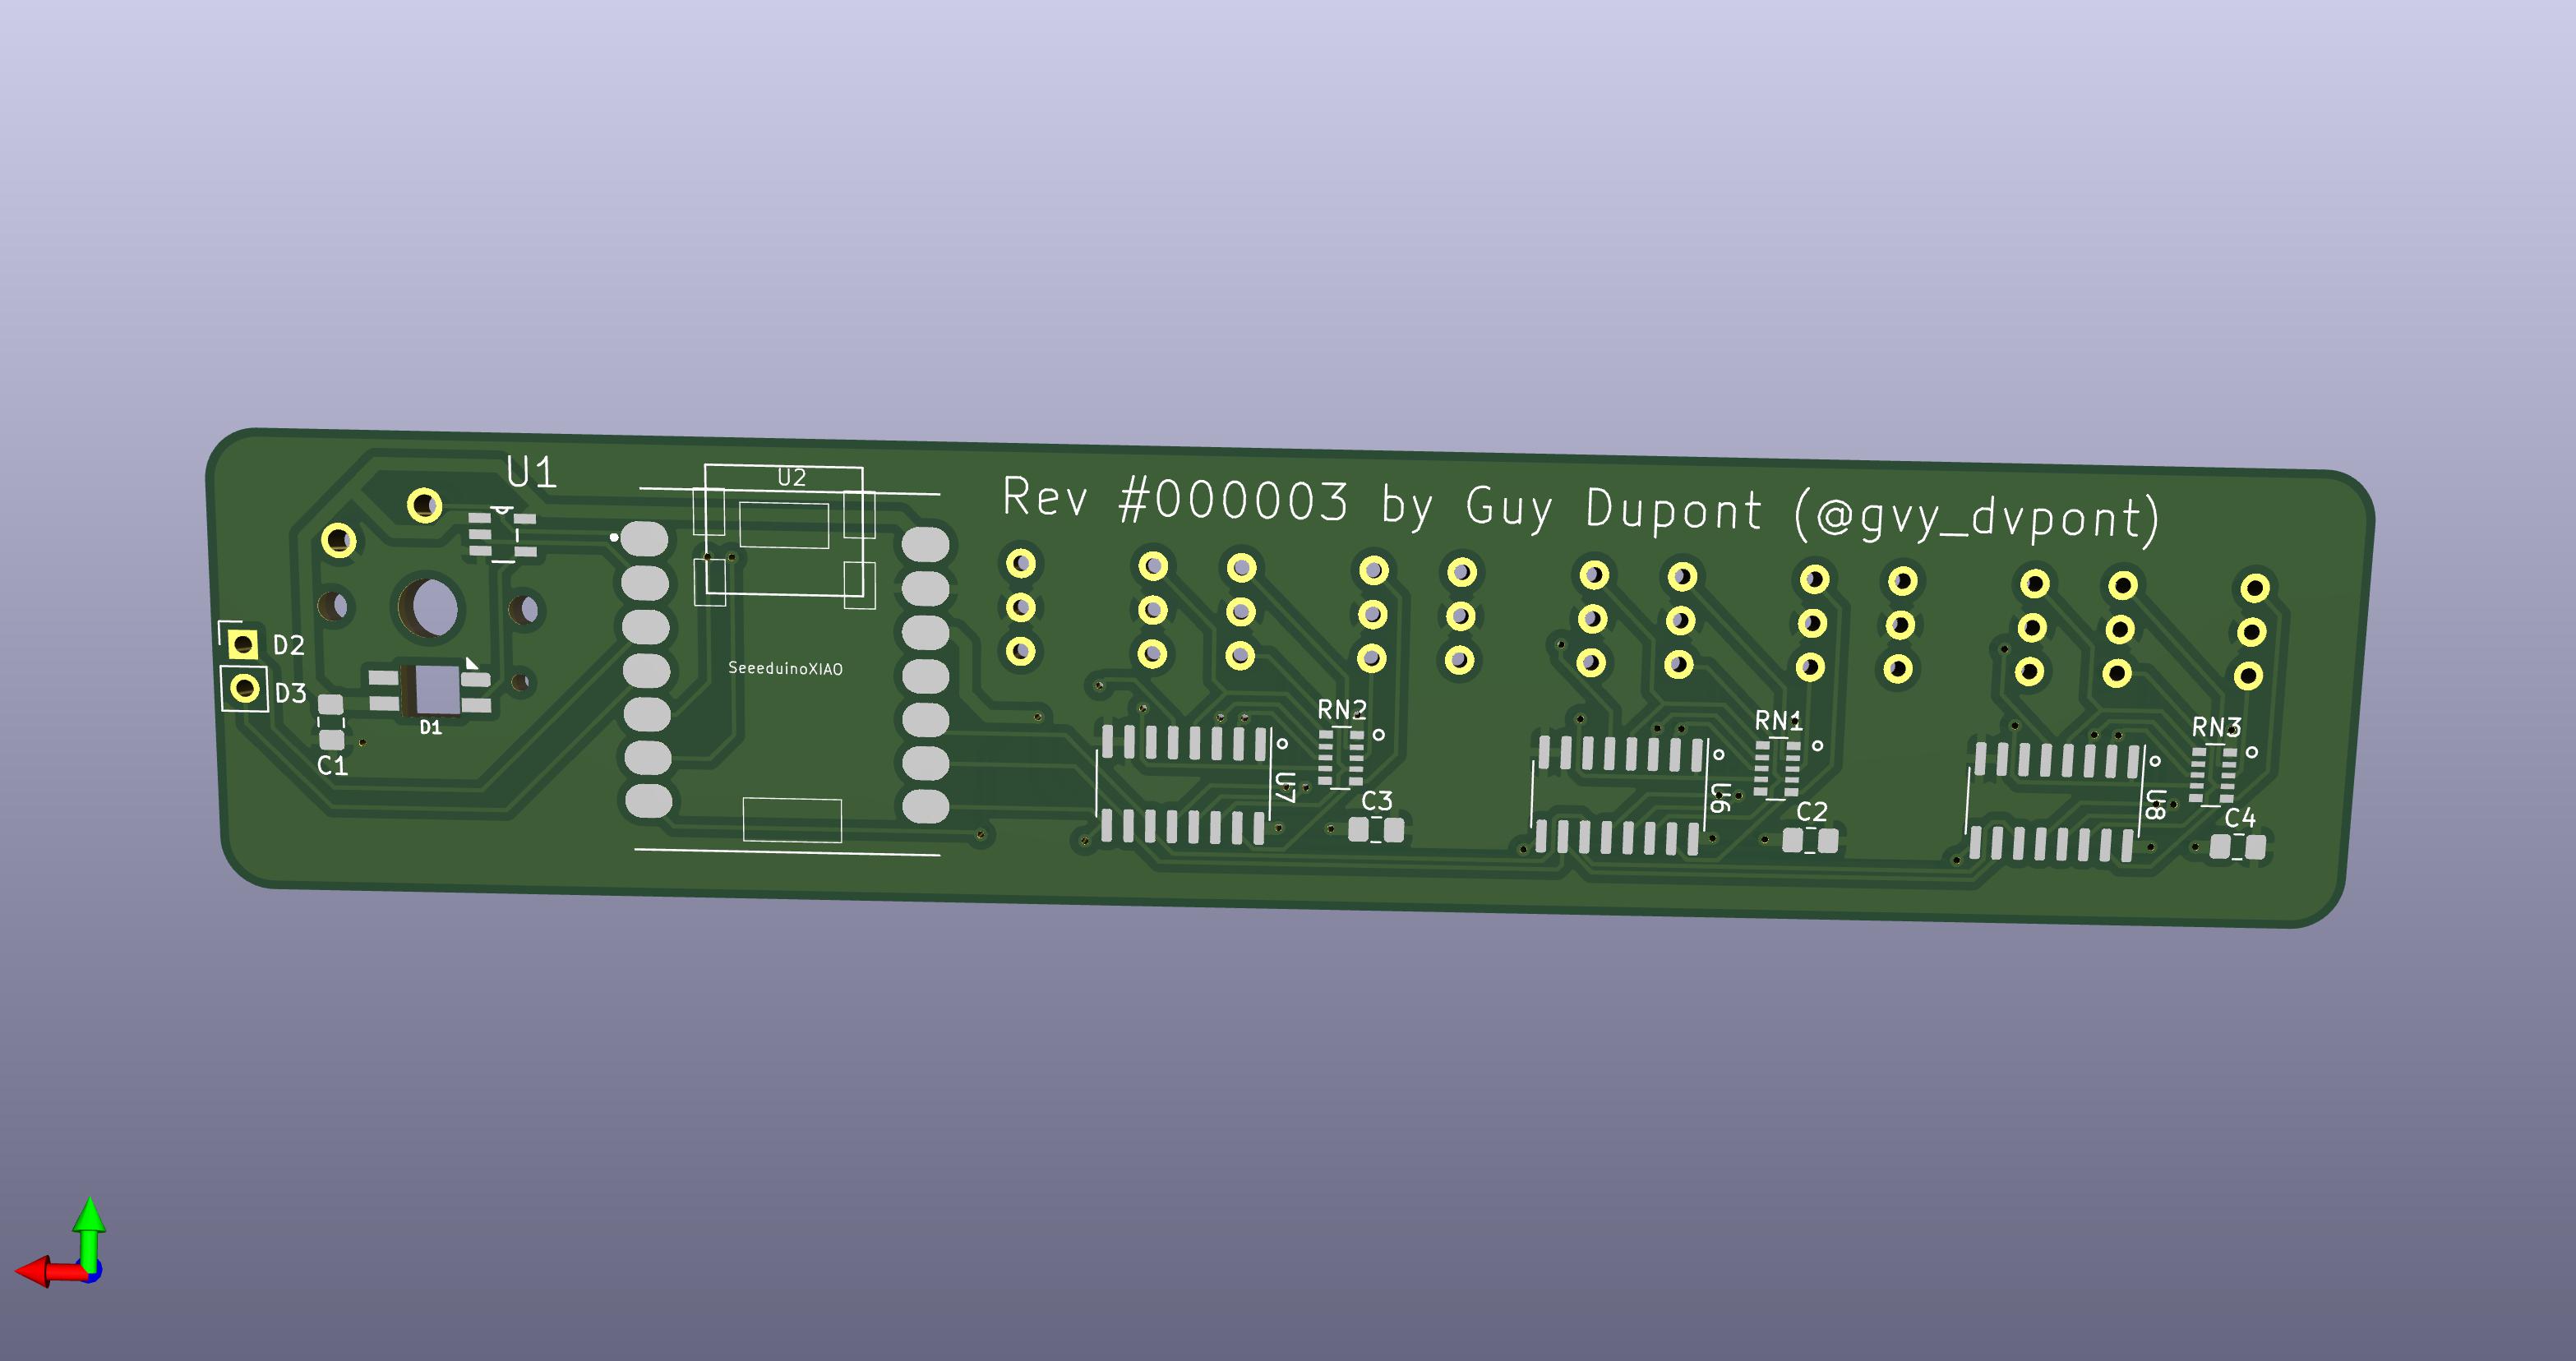 U1
U2
Rev #000003 by Guy Dupont (@gvy_dvpont)
D2
SeeeduinoXIAO
D3
D1
C1
RN2
RN1
RN3
U7
U6
U8
C3
C2
C4